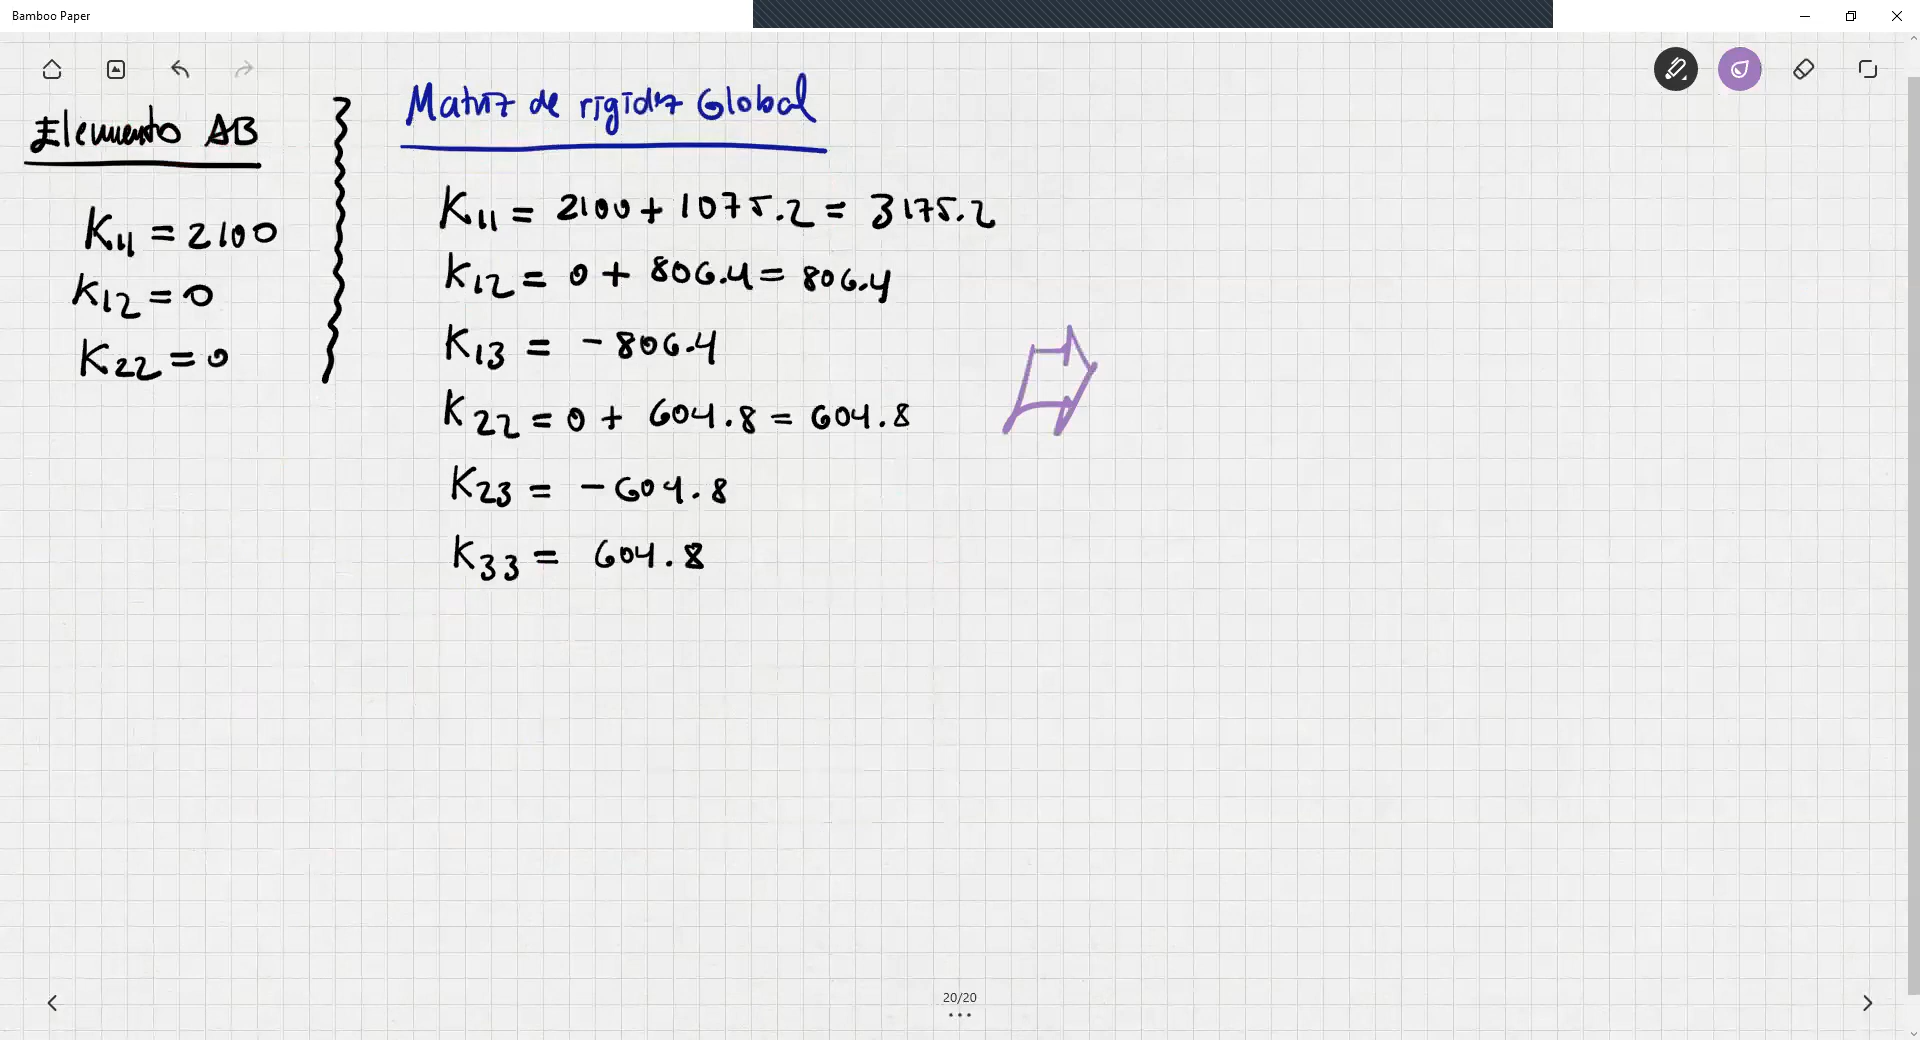 Bamboo Paper
Elemento AB
K11 = 2100
K12 = 0
K22 = 0
Matriz de rigidez Global
K11 = 2100 + 1075.2 = 3175.2
K12 = 0 + 806.4 = 806.4
K13 = -806.4
K22 = 0 + 604.8 = 604.8
K23 = -604.8
K33 = 604.8
20/20